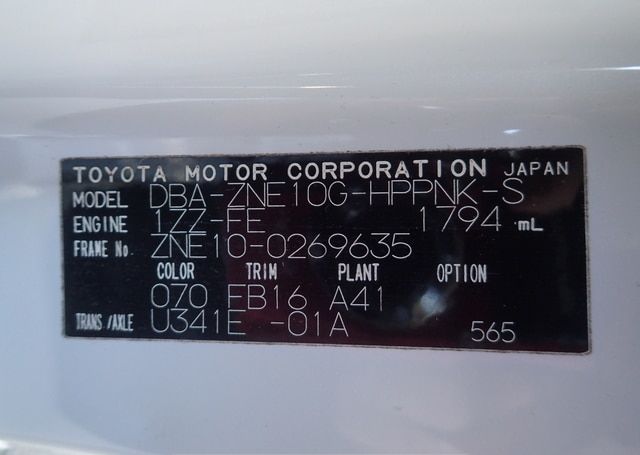 TOYOTA MOTOR CORPORATION JAPAN
MODEL DBA-ZNE10G-HPPNK-S
ENGINE 1ZZ-FE 1794 mL
FRAME No ZNE10-0269635
COLOR TRIM PLANT OPTION
070 FB16 A41
TRANS./AXLE U341E -01A 565